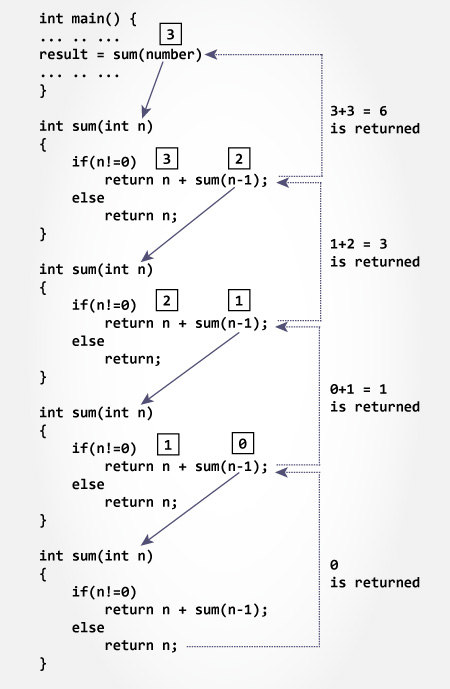 int main() {
... .. ...
3
result = sum(number)
... .. ...
}
3+3 = 6
is returned
int sum(int n)
{
if(n!=0)
3
2
return n + sum(n-1);
else
return n;
}
1+2 = 3
is returned
int sum(int n)
{
if(n!=0)
2
1
return n + sum(n-1);
else
return;
}
0+1 = 1
is returned
int sum(int n)
{
if(n!=0)
1
0
return n + sum(n-1);
else
return n;
}
int sum(int n)
{
if(n!=0)
return n + sum(n-1);
else
return n;
}
0
is returned